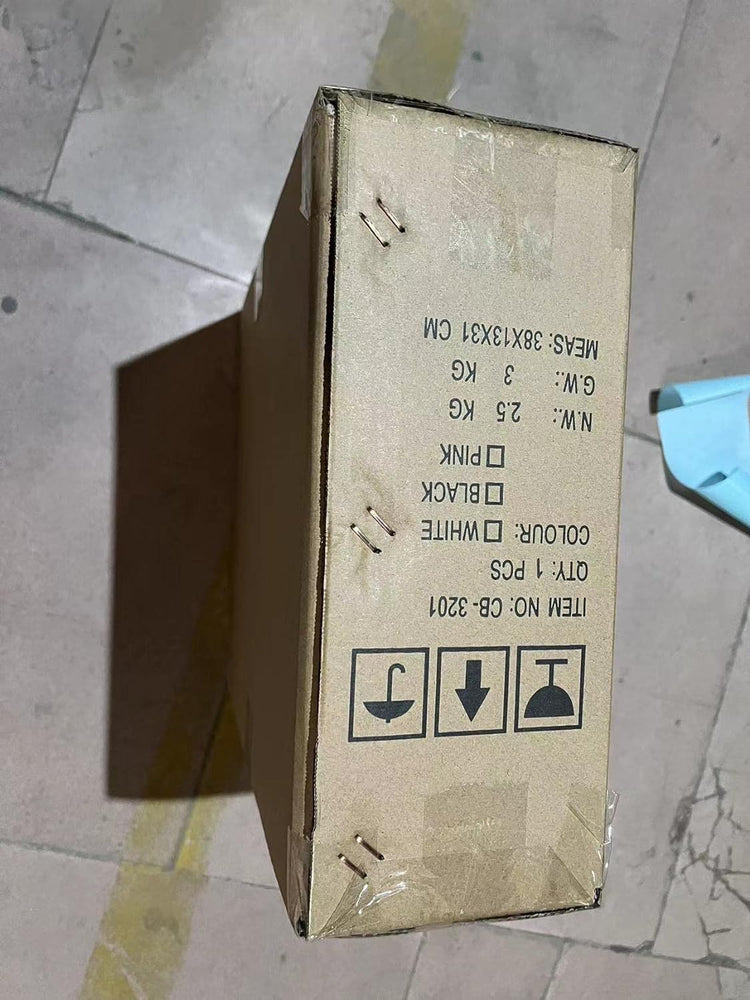 ITEM NO: CB-3201
QTY: 1 PCS
COLOUR: WHITE
BLACK
PINK
N.W.: 2.5 KG
G.W.: 3 KG
MEAS: 38X13X31 CM